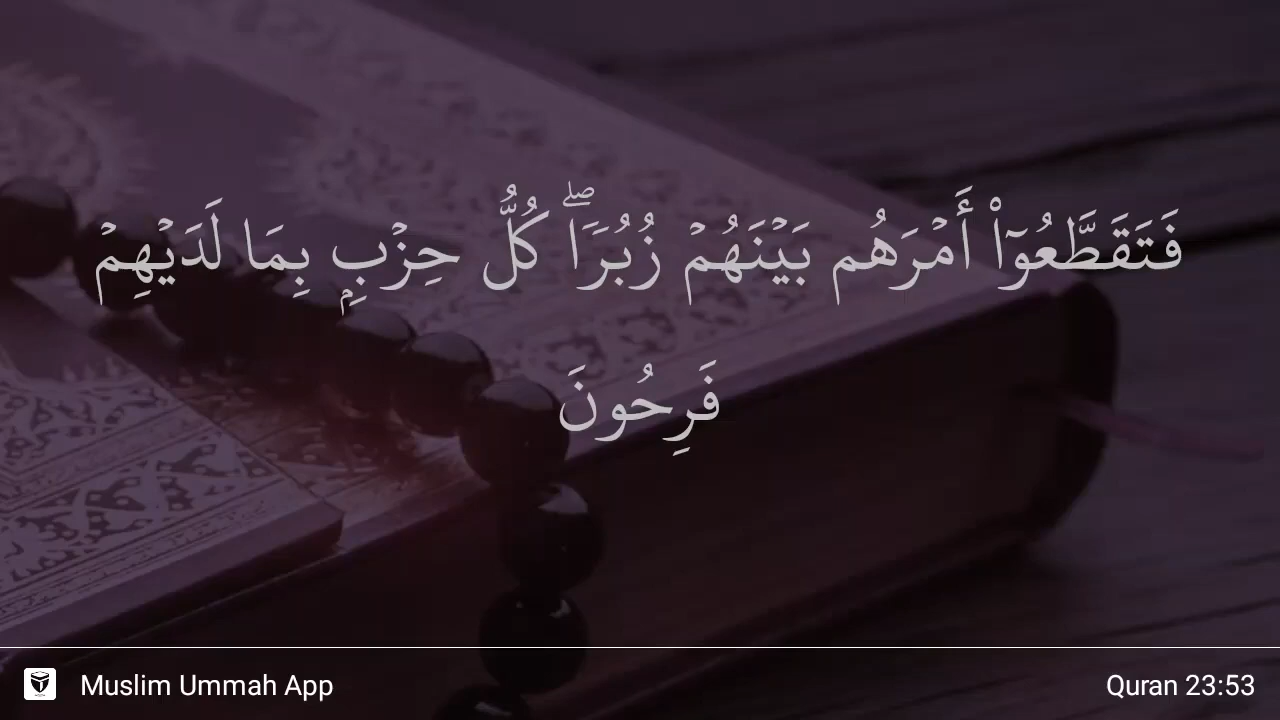 فَتَقَطَّعُوٓا۟ أَمۡرَهُم بَيۡنَهُمۡ زُبُرٗاۖ كُلُّ حِزۡبِۭ بِمَا لَدَيۡهِمۡ
فَرِحُونَ
Muslim Ummah App
Quran 23:53